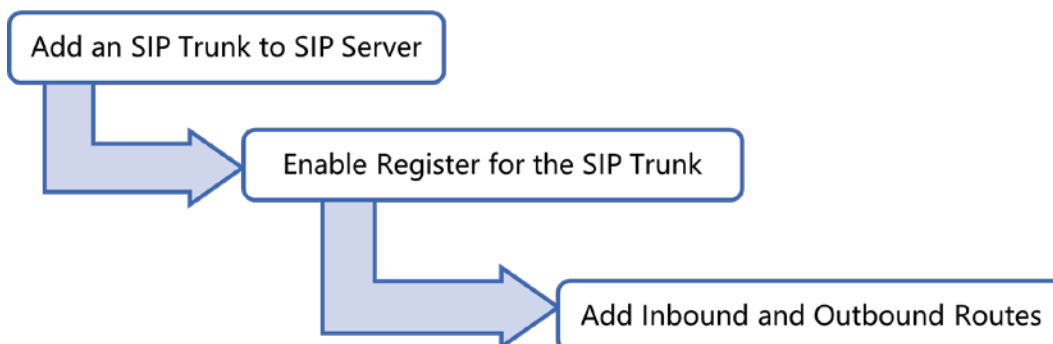 Add an SIP Trunk to SIP Server
Enable Register for the SIP Trunk
Add Inbound and Outbound Routes